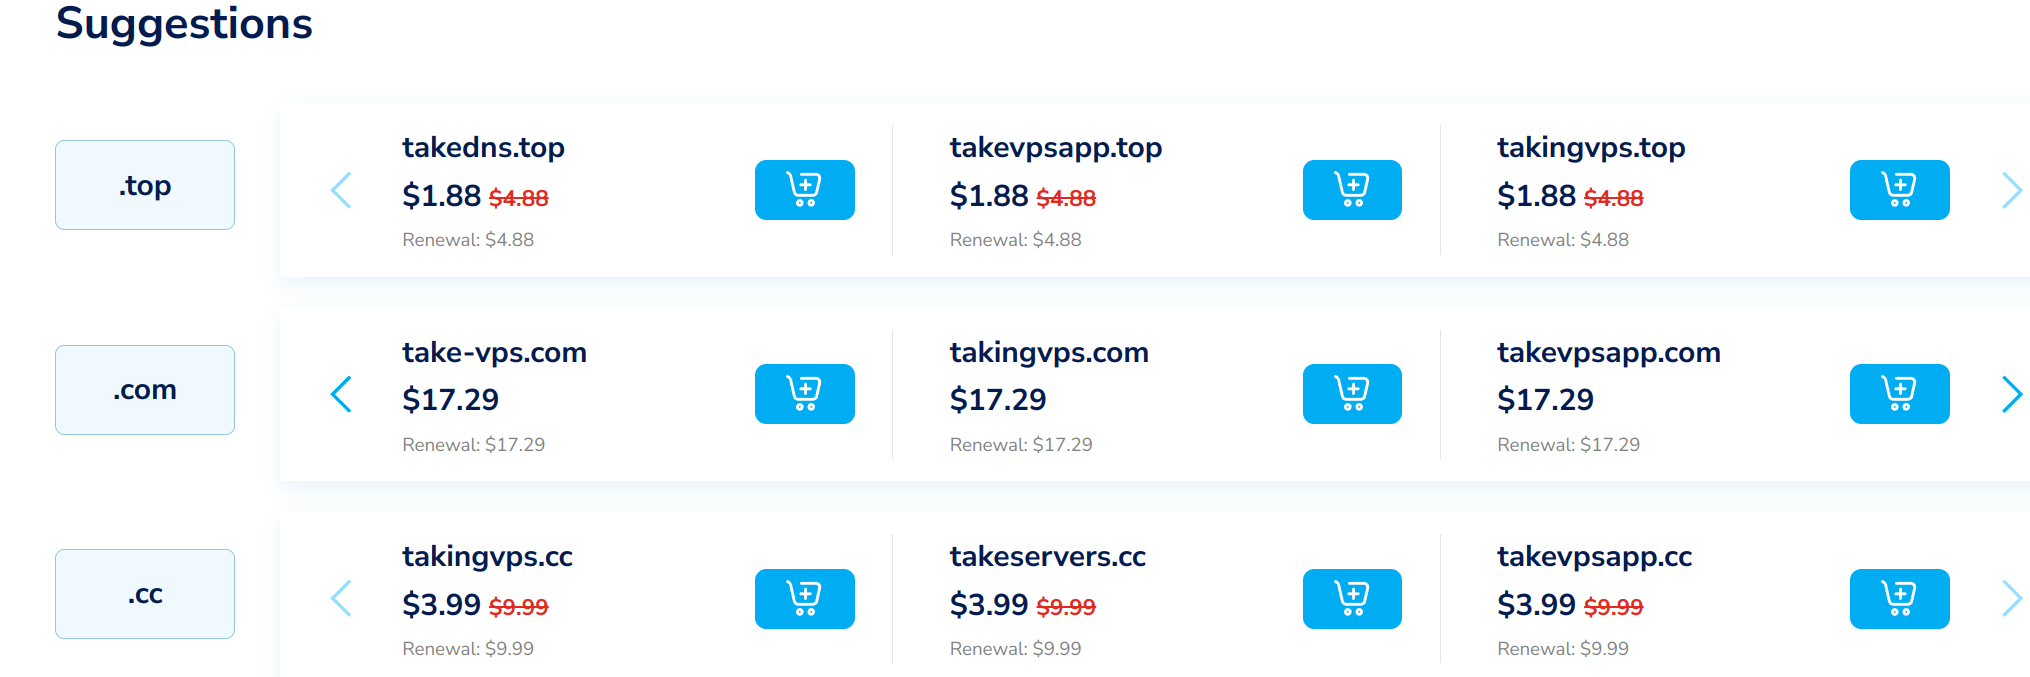 Suggestions
.top
takedns.top
$1.88 $4.88
Renewal: $4.88
takevpsapp.top
$1.88 $4.88
Renewal: $4.88
takingvps.top
$1.88 $4.88
Renewal: $4.88
.com
take-vps.com
$17.29
Renewal: $17.29
takingvps.com
$17.29
Renewal: $17.29
takevpsapp.com
$17.29
Renewal: $17.29
.cc
takingvps.cc
$3.99 $9.99
Renewal: $9.99
takeservers.cc
$3.99 $9.99
Renewal: $9.99
takevpsapp.cc
$3.99 $9.99
Renewal: $9.99